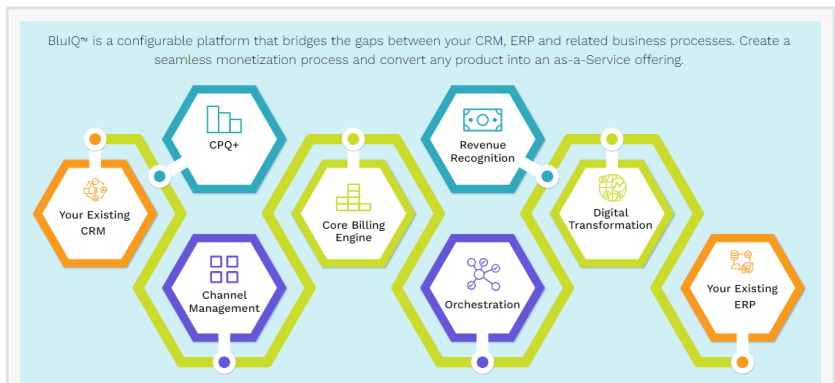 BluIQ™ is a configurable platform that bridges the gaps between your CRM, ERP and related business processes. Create a
seamless monetization process and convert any product into an as-a-Service offering.
CPQ+
Revenue
Recognition
Your Existing
CRM
Core Billing
Engine
Digital
Transformation
Channel
Management
Orchestration
Your Existing
ERP